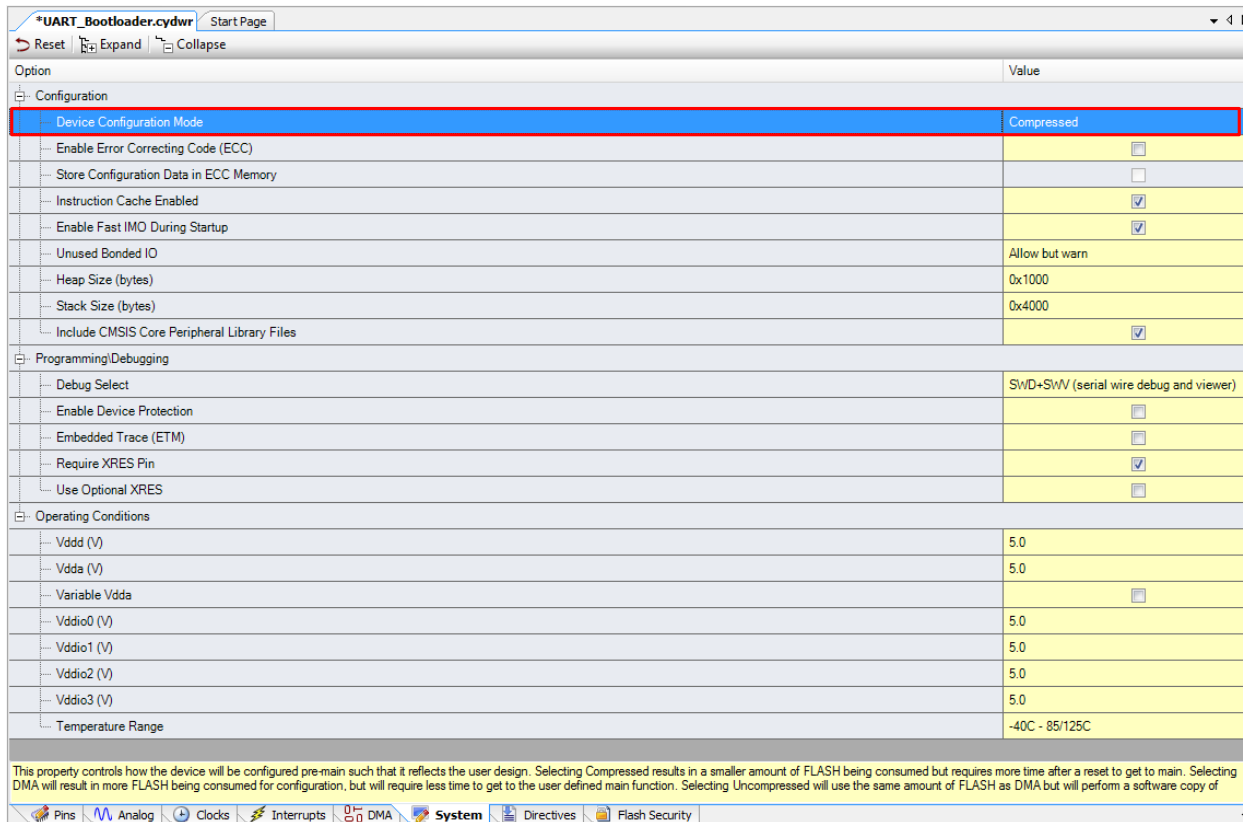 *UART_Bootloader.cydwr Start Page
Reset Expand Collapse
Option Value
Configuration
Device Configuration Mode Compressed
Enable Error Correcting Code (ECC)
Store Configuration Data in ECC Memory
Instruction Cache Enabled
Enable Fast IMO During Startup
Unused Bonded IO Allow but warn
Heap Size (bytes) 0x1000
Stack Size (bytes) 0x4000
Include CMSIS Core Peripheral Library Files
Programming\Debugging
Debug Select SWD+SWV (serial wire debug and viewer)
Enable Device Protection
Embedded Trace (ETM)
Require XRES Pin
Use Optional XRES
Operating Conditions
Vddd (V) 5.0
Vdda (V) 5.0
Variable Vdda
Vddio0 (V) 5.0
Vddio1 (V) 5.0
Vddio2 (V) 5.0
Vddio3 (V) 5.0
Temperature Range -40C - 85/125C
This property controls how the device will be configured pre-main such that it reflects the user design. Selecting Compressed results in a smaller amount of FLASH being consumed but requires more time after a reset to get to main. Selecting
DMA will result in more FLASH being consumed for configuration, but will require less time to get to the user defined main function. Selecting Uncompressed will use the same amount of FLASH as DMA but will perform a software copy of
Pins Analog Clocks Interrupts DMA System Directives Flash Security